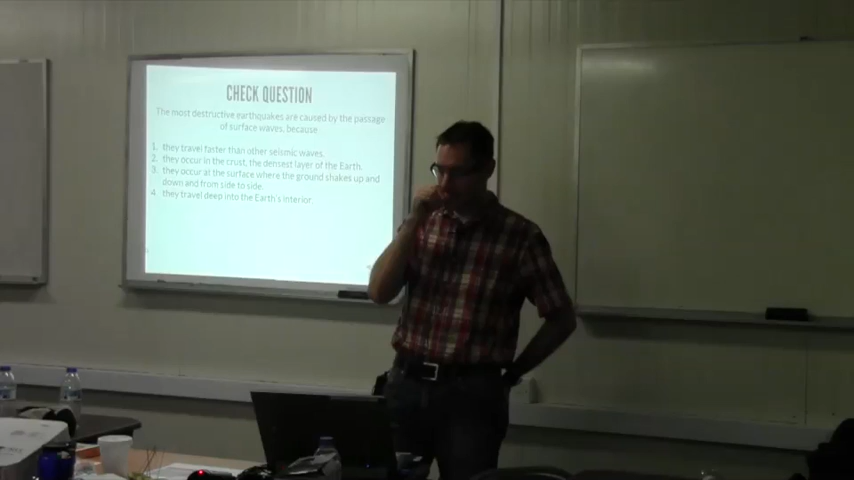 CHECK QUESTION
The most destructive earthquakes are caused by the passage
of surface waves, because
1. they travel faster than other seismic waves.
2. they occur in the crust, the densest layer of the Earth.
3. they occur at the surface where the ground shakes up and
down and from side to side.
4. they travel deep into the Earth's interior.